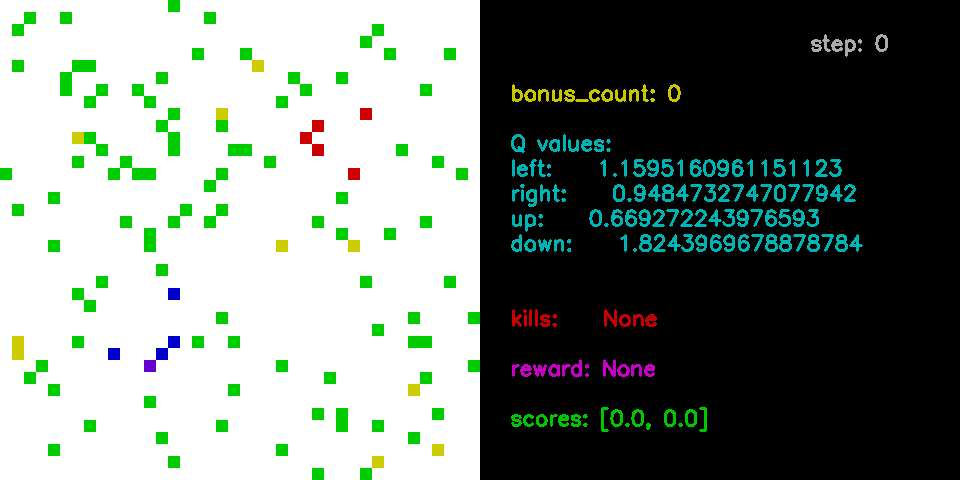 step: 0
bonus_count: 0
Q values:
left: 1.1595160961151123
right: 0.9484732747077942
up: 0.669272243976593
down: 1.8243969678878784
kills: None
reward: None
scores: [0.0, 0.0]